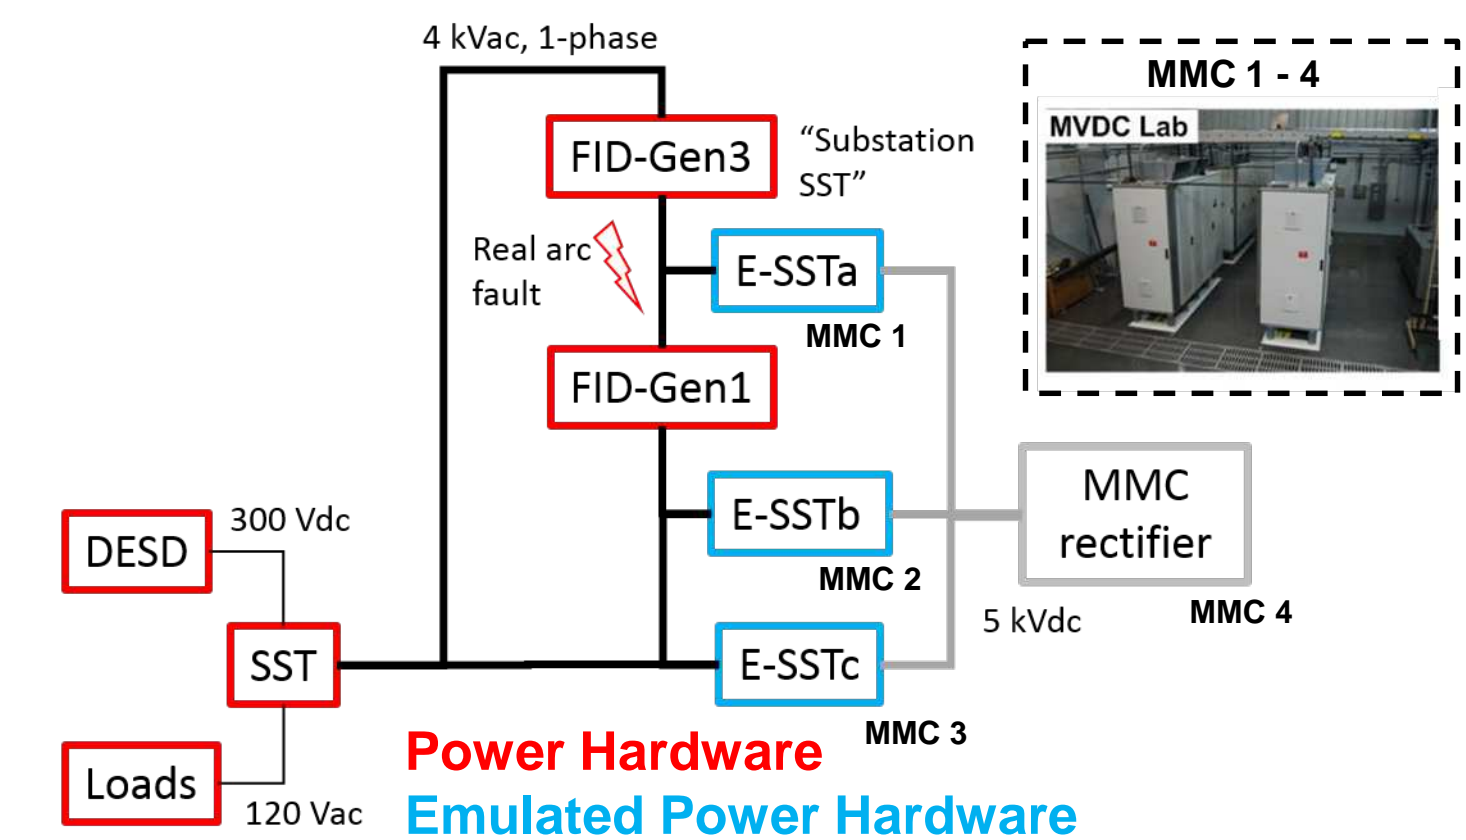 4 kVac, 1-phase
MMC 1 - 4
MVDC Lab
FID-Gen3
“Substation
SST”
Real arc
fault
E-SSTa
MMC 1
FID-Gen1
E-SSTb
MMC 2
MMC
rectifier
MMC 4
5 kVdc
DESD
300 Vdc
SST
E-SSTc
MMC 3
Loads
120 Vac
Power Hardware
Emulated Power Hardware